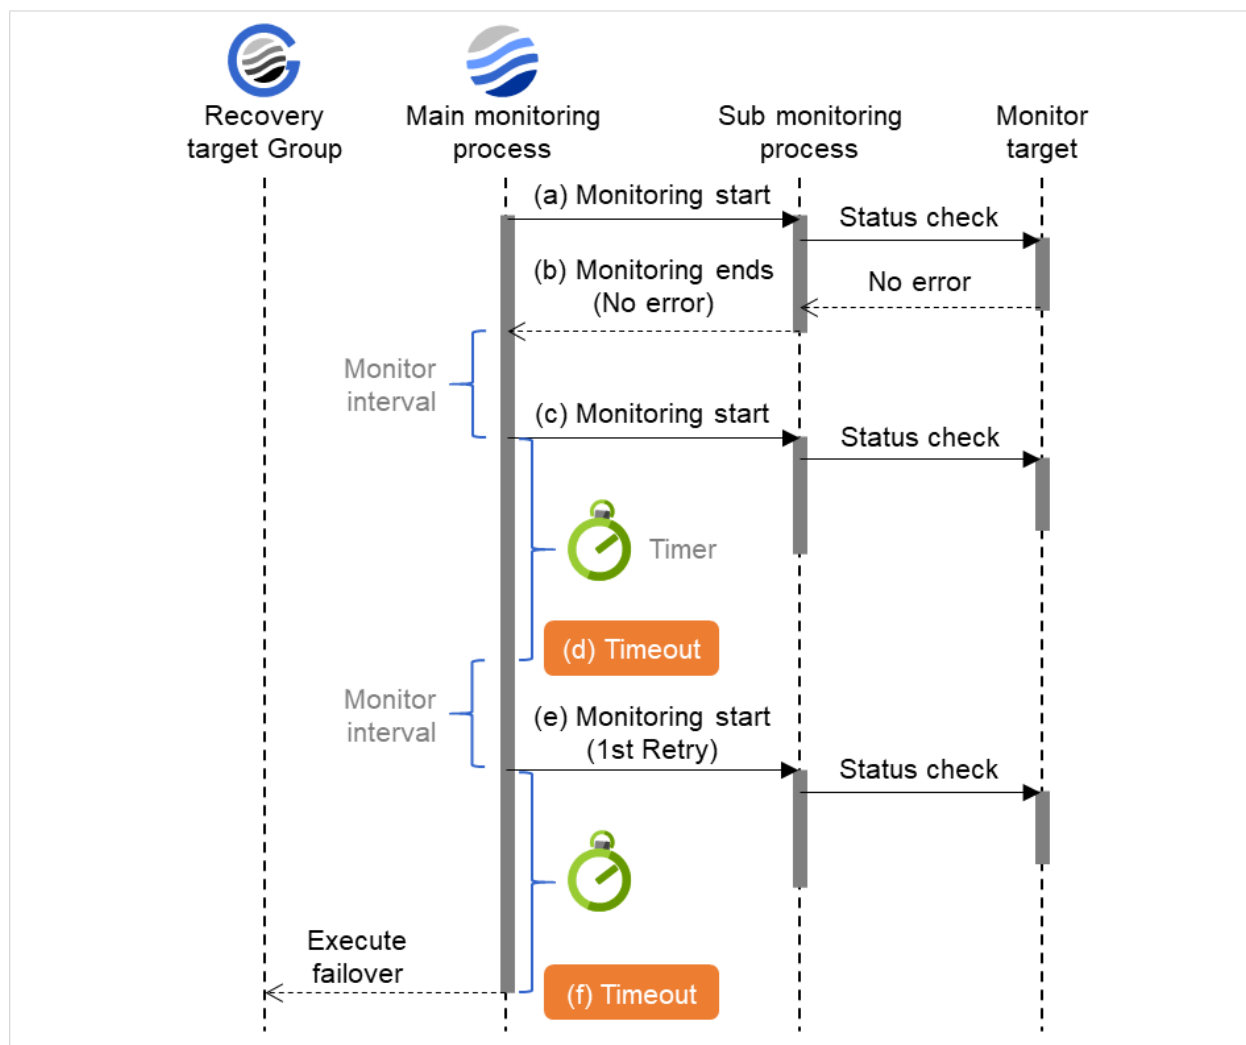 Recovery
target Group
Main monitoring
process
Sub monitoring
process
Monitor
target
(a) Monitoring start
Status check
(b) Monitoring ends
(No error)
No error
Monitor
interval
(c) Monitoring start
Status check
Timer
(d) Timeout
Monitor
interval
(e) Monitoring start
(1st Retry)
Status check
Execute
failover
(f) Timeout